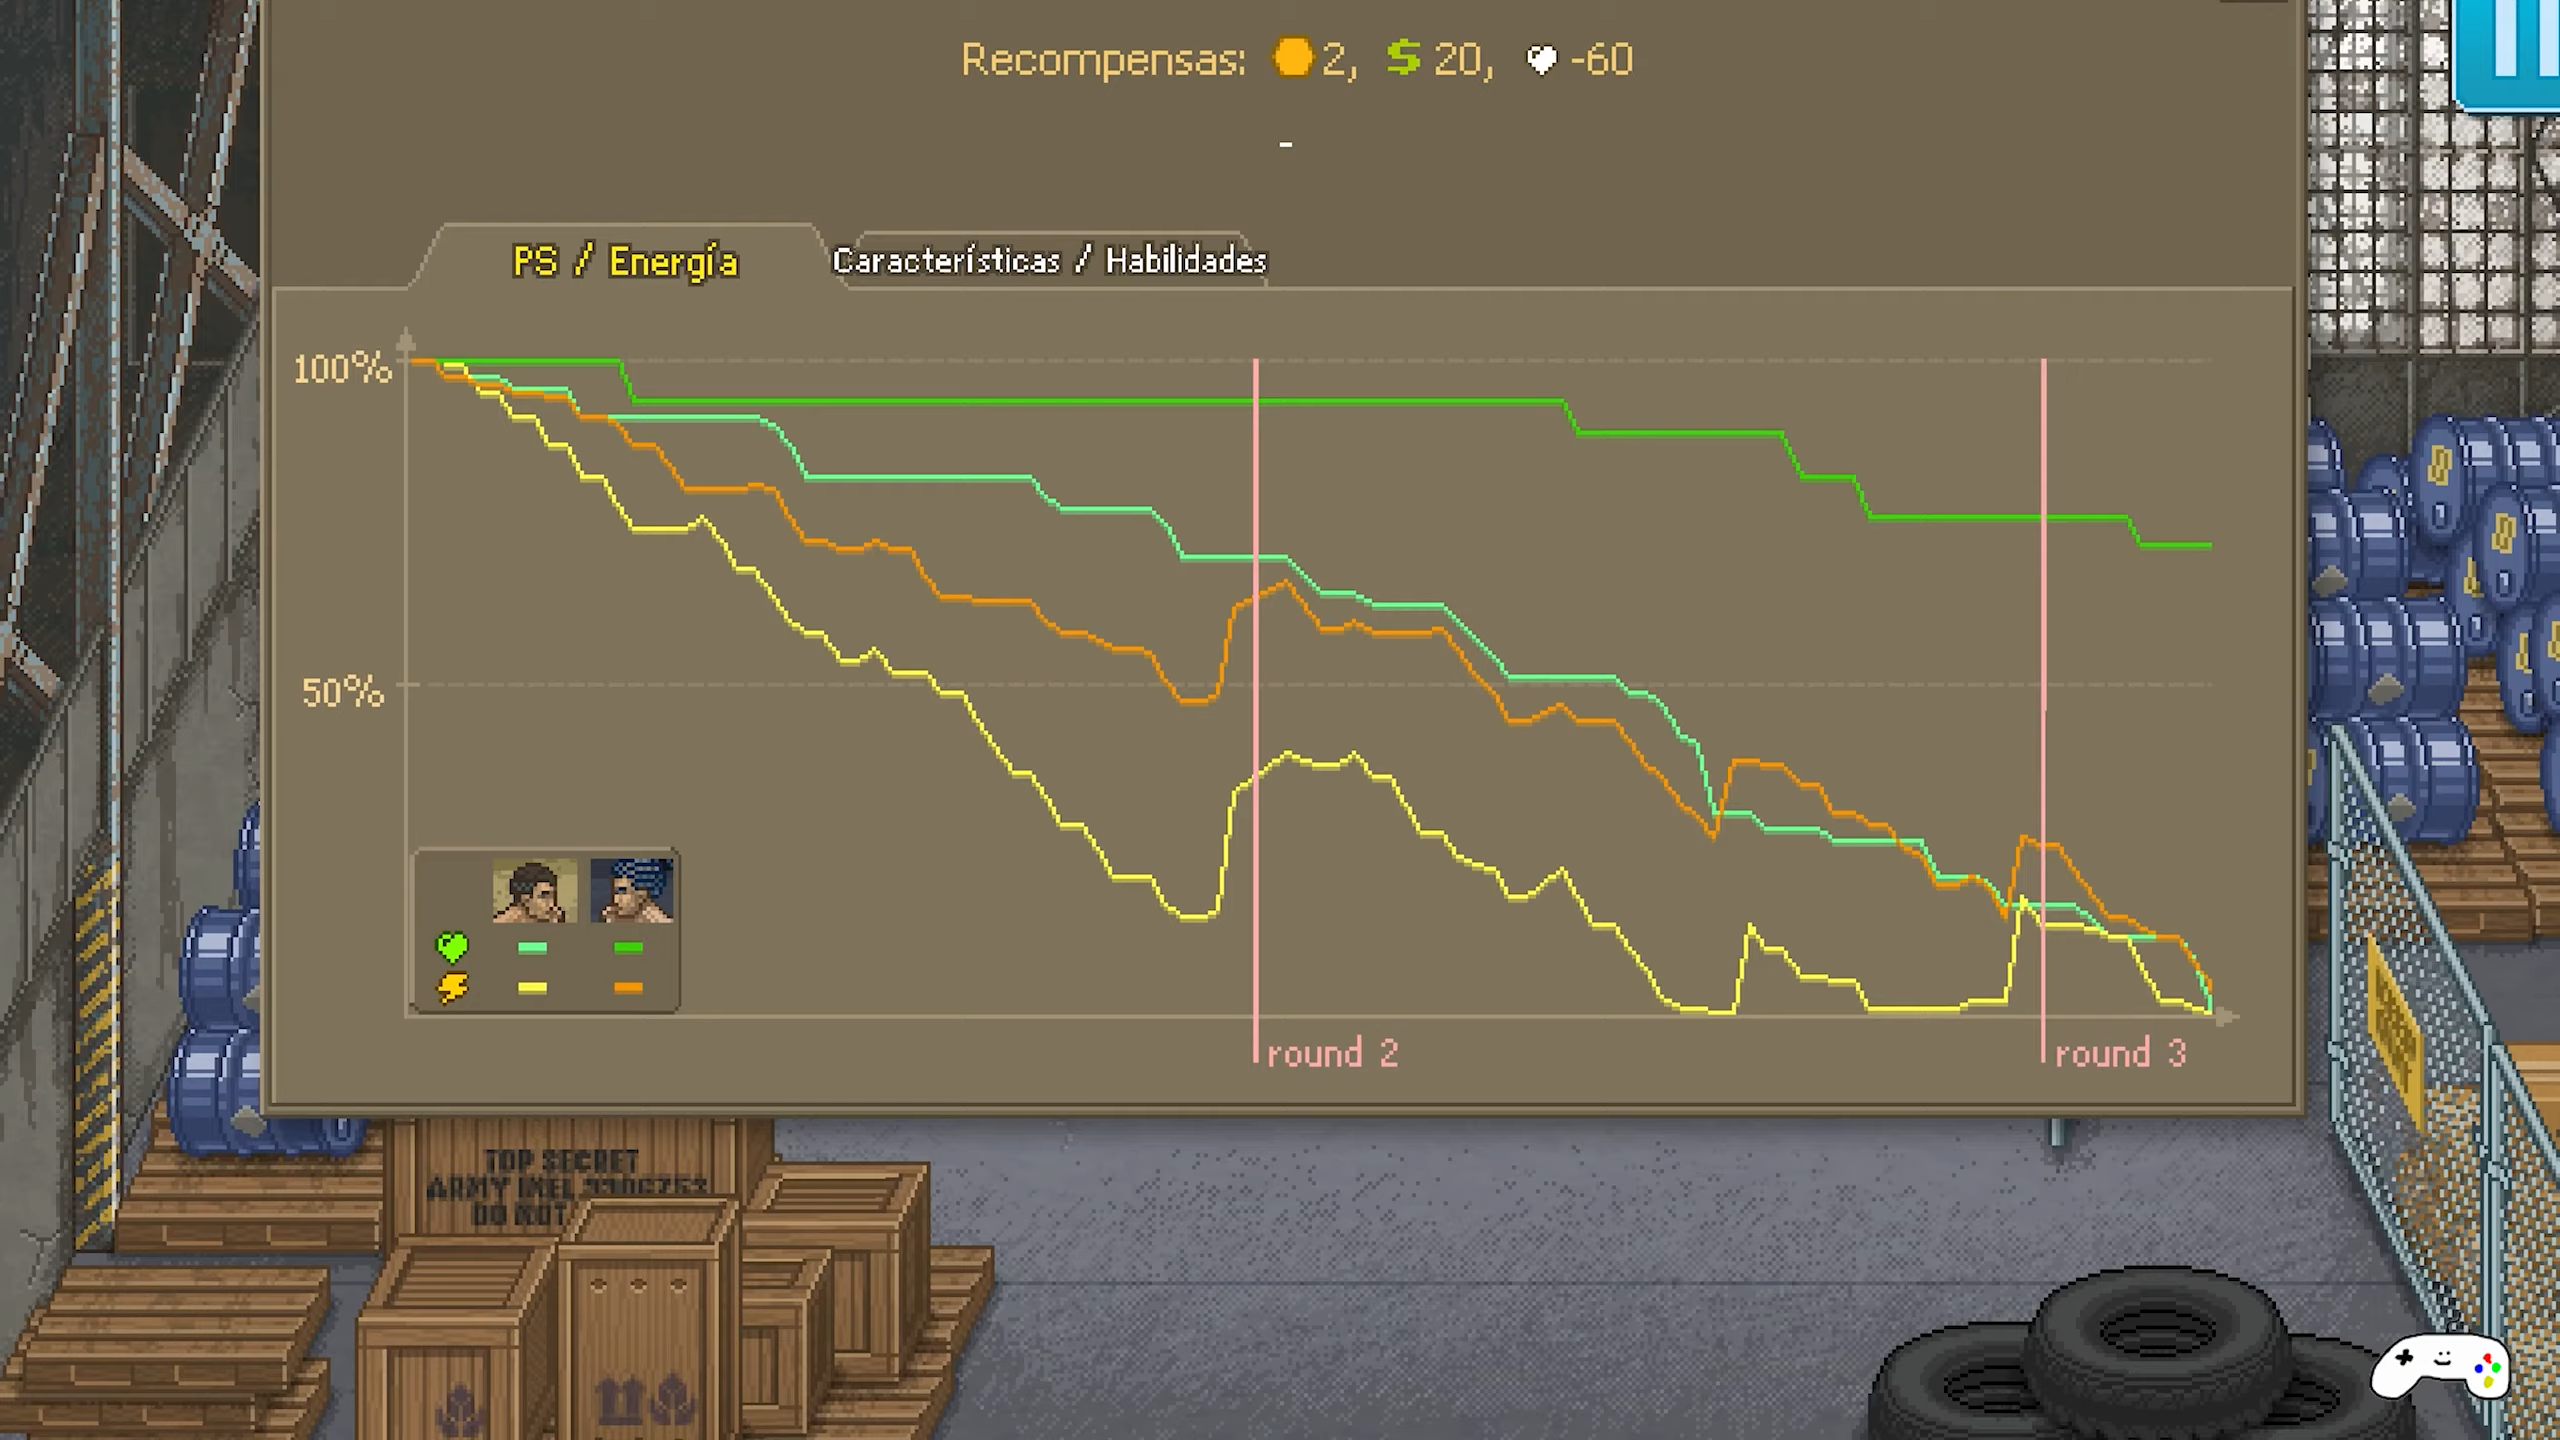 Recompensas: 2, $ 20, -60
-
PS / Energía
Características / Habilidades
100%
50%
round 2
round 3
TOP SECRET
ARMY
DO NOT